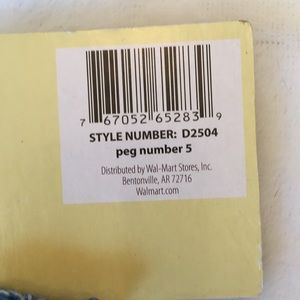 7 67052 65283 9
STYLE NUMBER: D2504
peg number 5
Distributed by Wal-Mart Stores, Inc.
Bentonville, AR 72716
Walmart.com